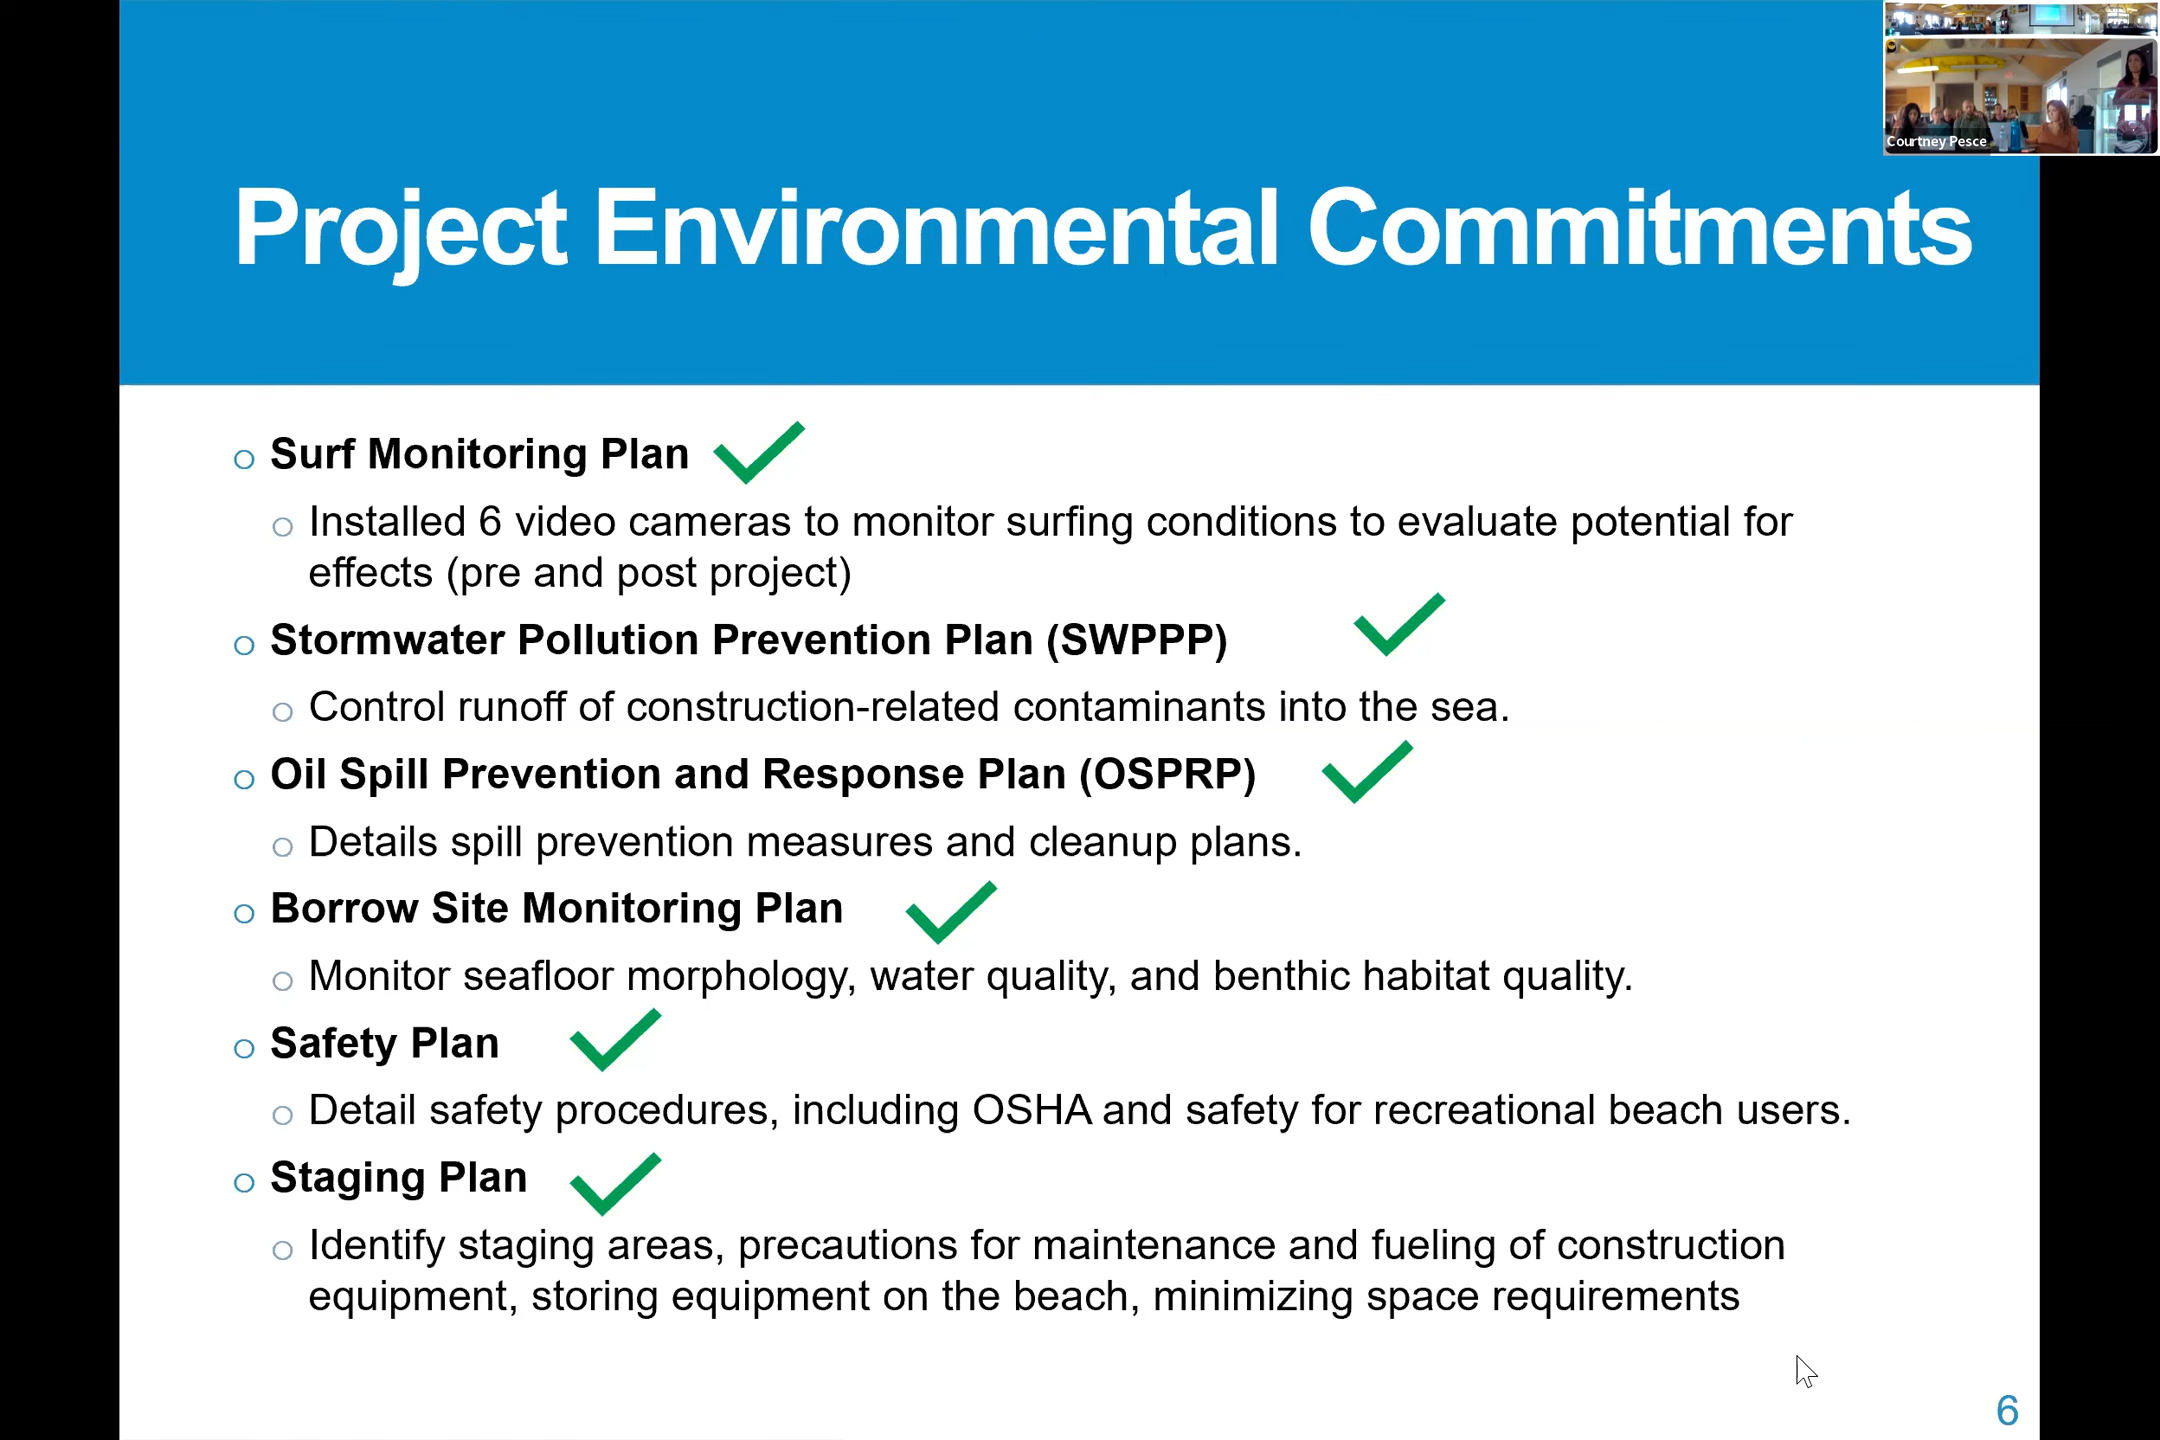 Courtney Pesce
Project Environmental Commitments
Surf Monitoring Plan
Installed 6 video cameras to monitor surfing conditions to evaluate potential for
effects (pre and post project)
Stormwater Pollution Prevention Plan (SWPPP)
Control runoff of construction-related contaminants into the sea.
Oil Spill Prevention and Response Plan (OSPRP)
Details spill prevention measures and cleanup plans.
Borrow Site Monitoring Plan
Monitor seafloor morphology, water quality, and benthic habitat quality.
Safety Plan
Detail safety procedures, including OSHA and safety for recreational beach users.
Staging Plan
Identify staging areas, precautions for maintenance and fueling of construction
equipment, storing equipment on the beach, minimizing space requirements
6